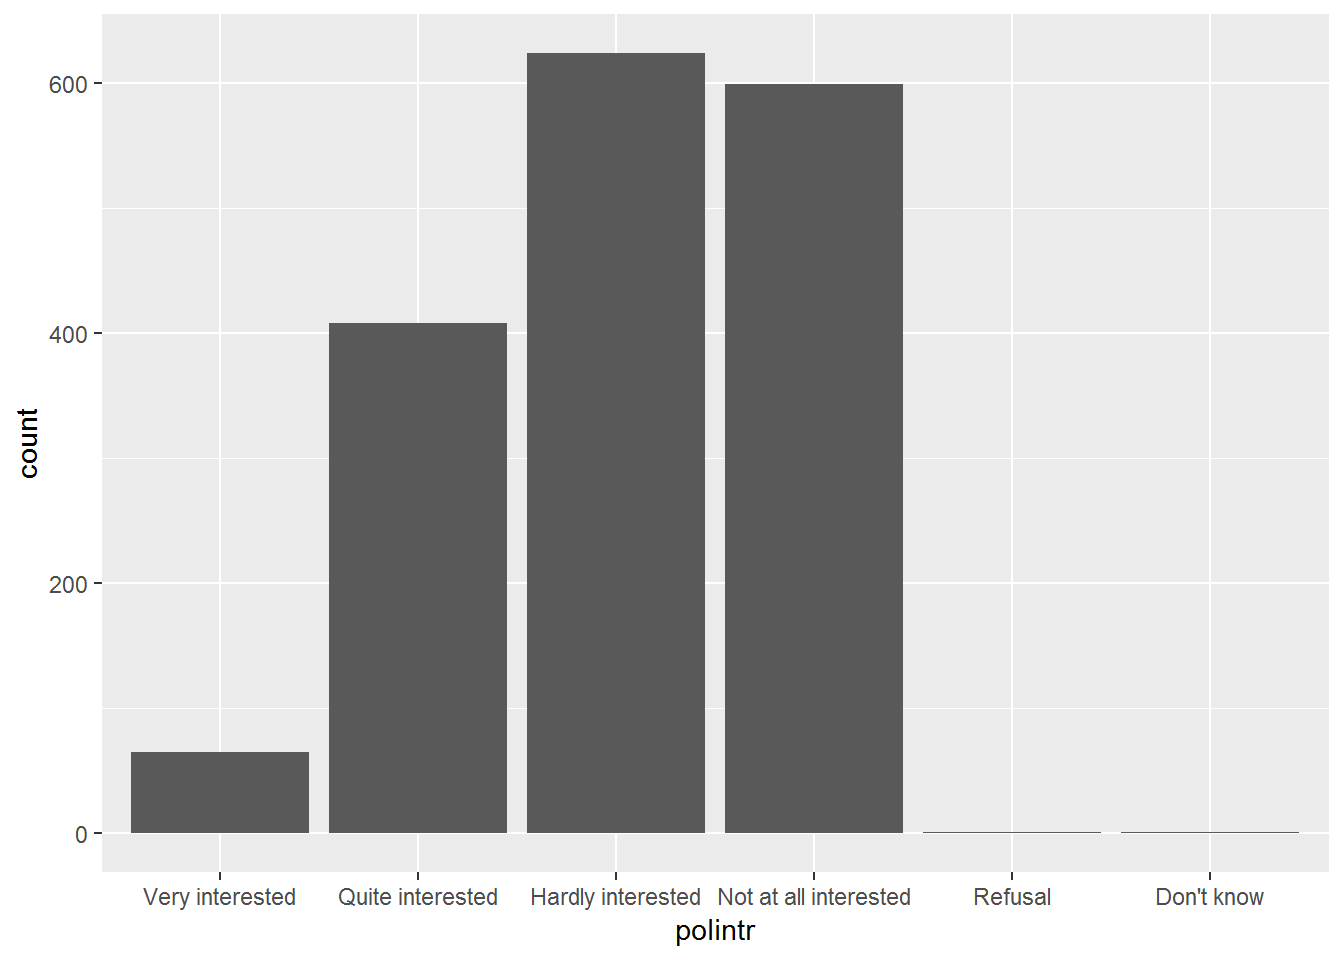 600
400
200
0
count
Very interested Quite interested Hardly interested Not at all interested Refusal Don't know
polintr